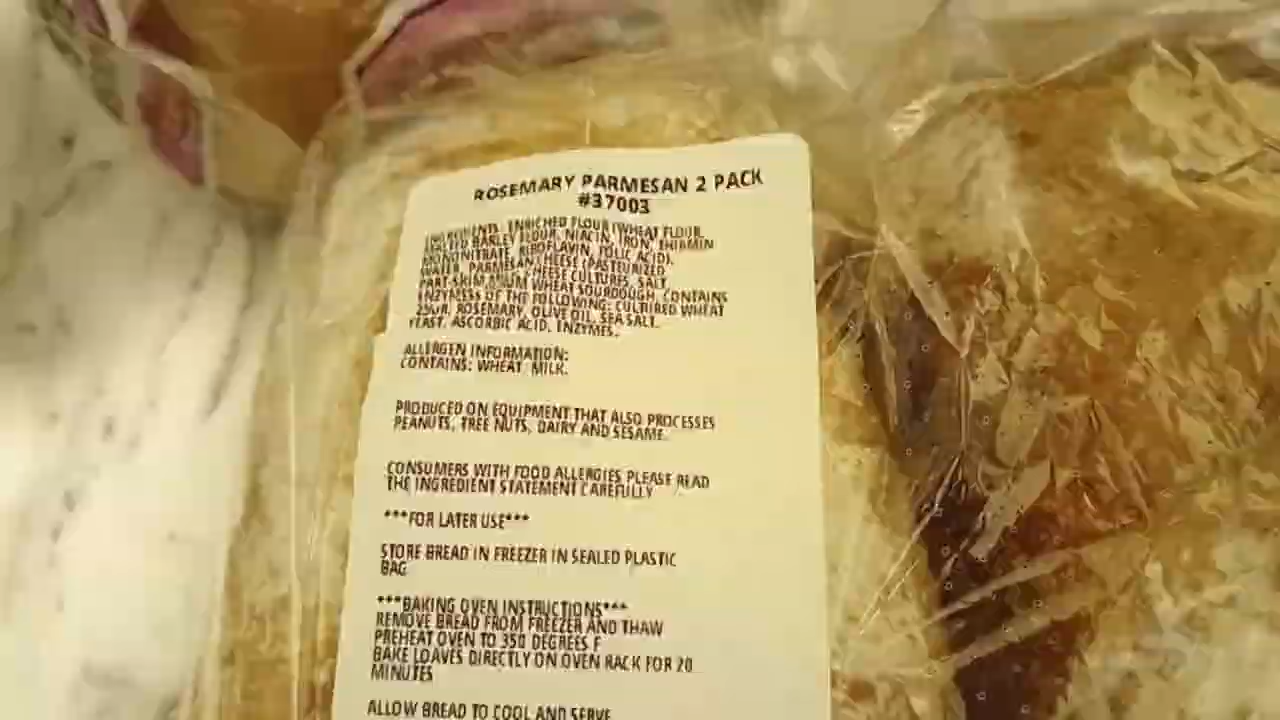 ROSEMARY PARMESAN 2 PACK
#37003
INGREDIENTS: ENRICHED FLOUR (WHEAT FLOUR,
MALTED BARLEY FLOUR, NIACIN, IRON, THIAMIN
MONONITRATE, RIBOFLAVIN, FOLIC ACID),
WATER, PARMESAN CHEESE (PASTEURIZED
PART-SKIM MILK, CHEESE CULTURES, SALT,
ENZYMES WHEAT SOURDOUGH, CONTAINS
OF THE FOLLOWING: CULTURED WHEAT
ROSEMARY, OLIVE OIL, SEA SALT,
YEAST, ASCORBIC ACID, ENZYMES.
ALLERGEN INFORMATION:
CONTAINS: WHEAT, MILK.
PRODUCED ON EQUIPMENT THAT ALSO PROCESSES
PEANUTS, TREE NUTS, DAIRY AND SESAME.
CONSUMERS WITH FOOD ALLERGIES PLEASE READ
THE INGREDIENT STATEMENT CAREFULLY
***FOR LATER USE***
STORE BREAD IN FREEZER IN SEALED PLASTIC
BAG
***BAKING OVEN INSTRUCTIONS***
REMOVE BREAD FROM FREEZER AND THAW
PREHEAT OVEN TO 350 DEGREES F
BAKE LOAVES DIRECTLY ON OVEN RACK FOR 20
MINUTES
ALLOW BREAD TO COOL AND SERVE